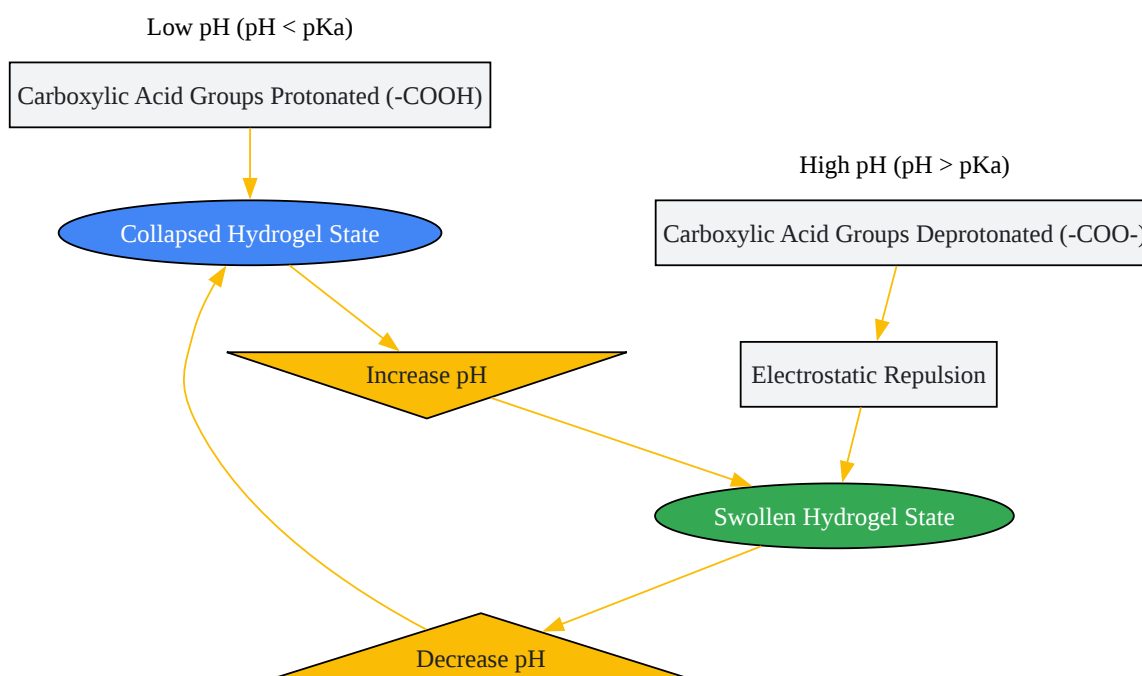 Low pH (pH < pKa)
Carboxylic Acid Groups Protonated (-COOH)
High pH (pH > pKa)
Collapsed Hydrogel State
Carboxylic Acid Groups Deprotonated (-COO-)
Increase pH
Electrostatic Repulsion
Swollen Hydrogel State
Decrease pH